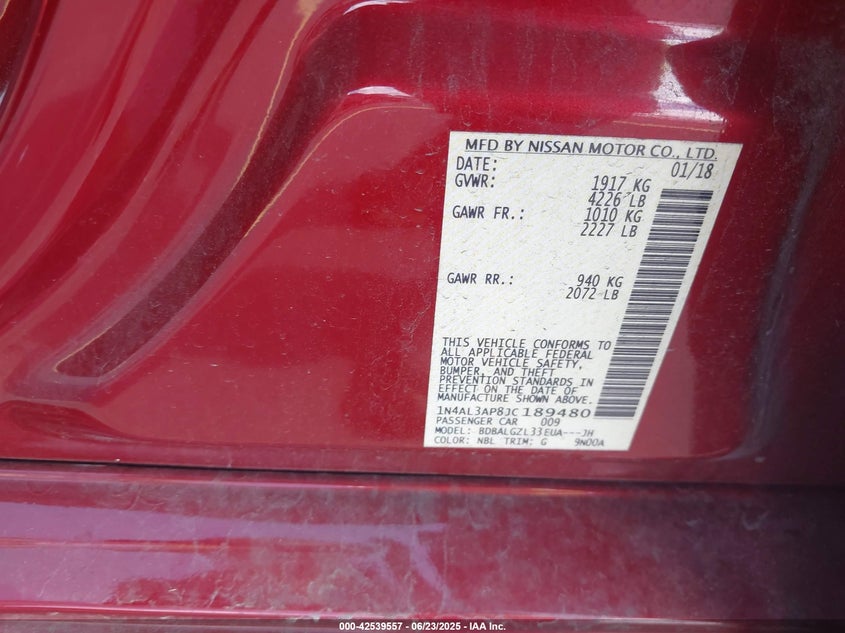 MFD BY NISSAN MOTOR CO., LTD.
DATE: 01/18
GVWR: 1917 KG
4226 LB
GAWR FR.: 1010 KG
2227 LB
GAWR RR.: 940 KG
2072 LB
THIS VEHICLE CONFORMS TO
ALL APPLICABLE FEDERAL
MOTOR VEHICLE SAFETY,
BUMPER, AND THEFT
PREVENTION STANDARDS IN
EFFECT ON THE DATE OF
MANUFACTURE SHOWN ABOVE.
1N4AL3AP8JC189480
PASSENGER CAR 009
MODEL: BDBALGZL33EUA---JH
COLOR: NBL TRIM: G 9N00A
000-42539557 - 06/23/2025 - IAA Inc.